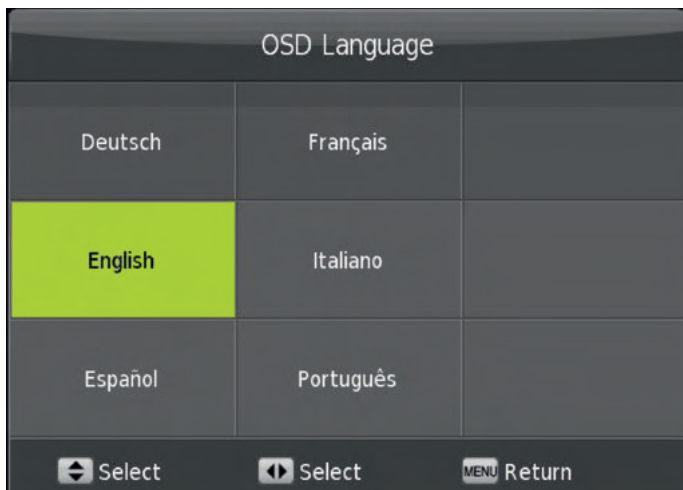 OSD Language
Deutsch Français
English Italiano
Español Português
Select Select MENU Return